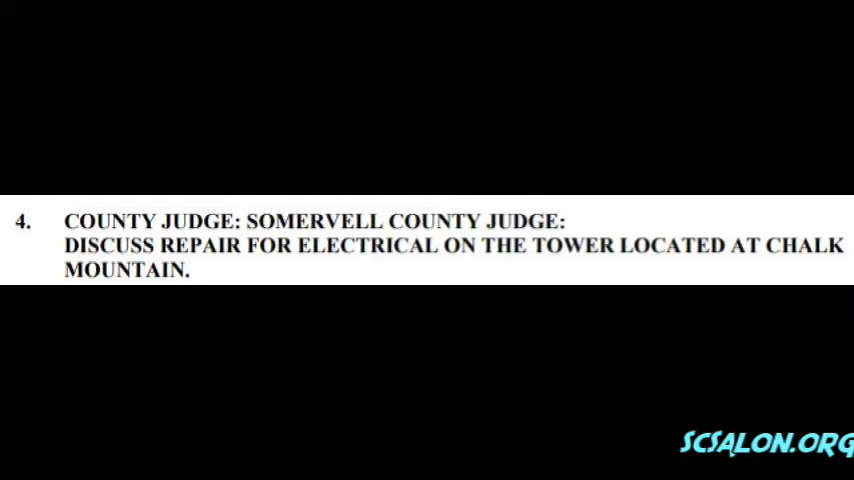 4. COUNTY JUDGE: SOMERVELL COUNTY JUDGE:
DISCUSS REPAIR FOR ELECTRICAL ON THE TOWER LOCATED AT CHALK
MOUNTAIN.
SCSALON.ORG